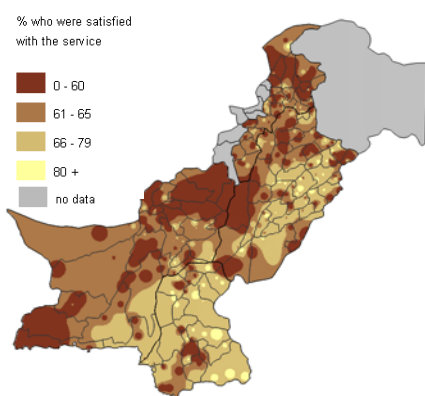 % who were satisfied
with the service
0 - 60
61 - 65
66 - 79
80 +
no data